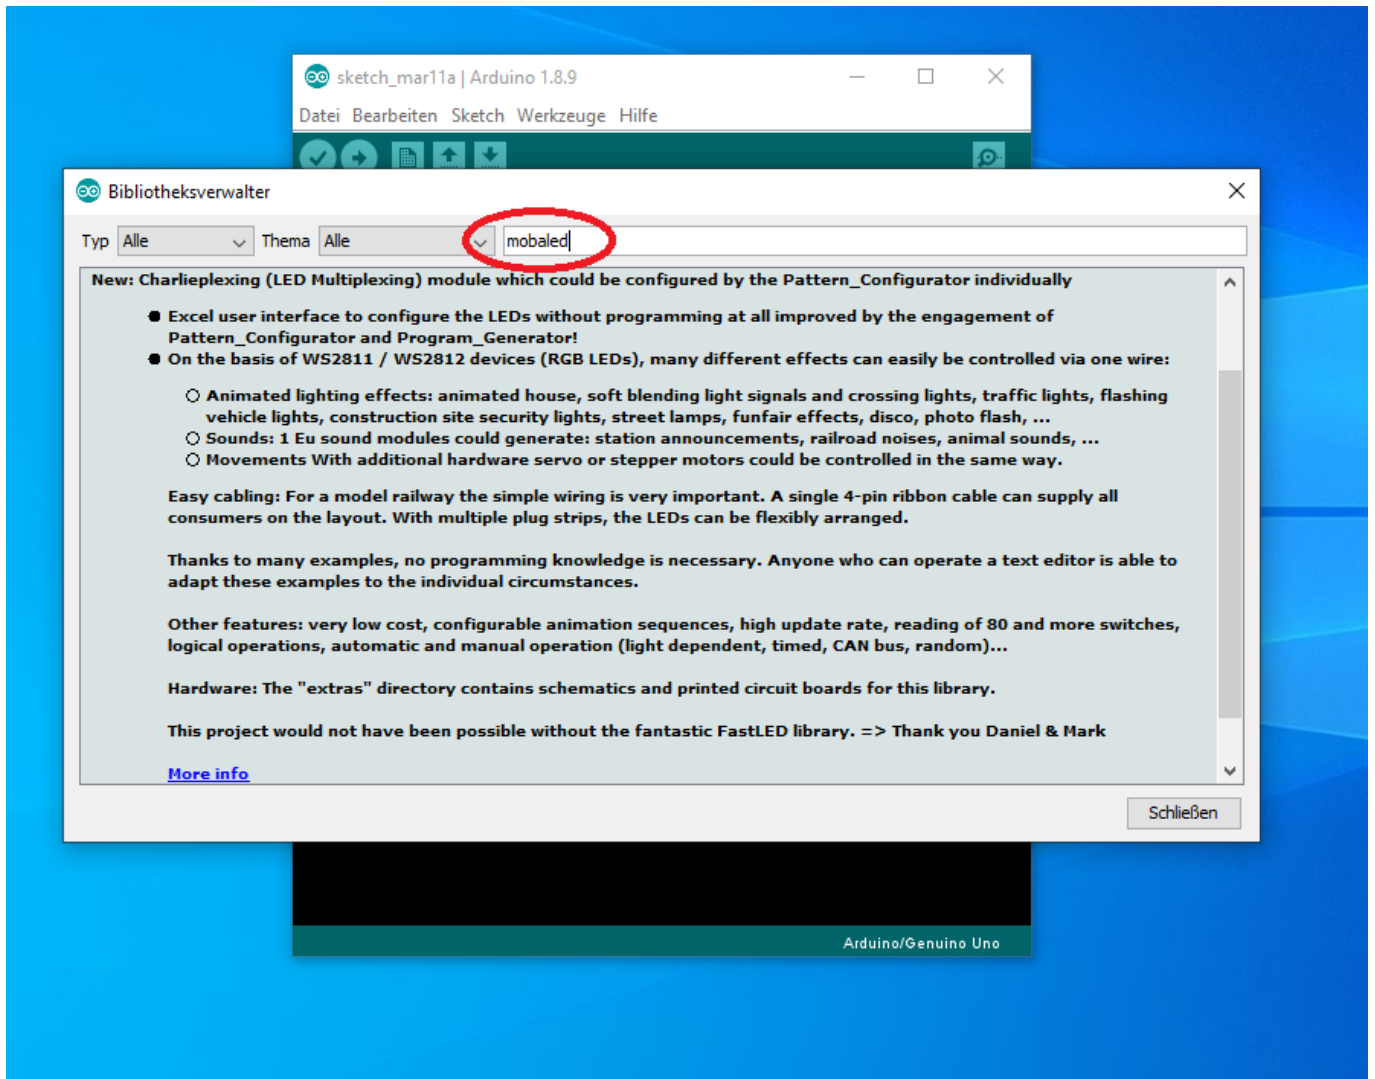 sketch_mar11a | Arduino 1.8.9
Datei Bearbeiten Sketch Werkzeuge Hilfe
Bibliotheksverwalter
Typ Alle Thema Alle mobaled
New: Charlieplexing (LED Multiplexing) module which could be configured by the Pattern_Configurator individually
Excel user interface to configure the LEDs without programming at all improved by the engagement of
Pattern_Configurator and Program_Generator!
On the basis of WS2811 / WS2812 devices (RGB LEDs), many different effects can easily be controlled via one wire:
Animated lighting effects: animated house, soft blending light signals and crossing lights, traffic lights, flashing
vehicle lights, construction site security lights, street lamps, funfair effects, disco, photo flash, ...
Sounds: 1 Eu sound modules could generate: station announcements, railroad noises, animal sounds, ...
Movements With additional hardware servo or stepper motors could be controlled in the same way.
Easy cabling: For a model railway the simple wiring is very important. A single 4-pin ribbon cable can supply all
consumers on the layout. With multiple plug strips, the LEDs can be flexibly arranged.
Thanks to many examples, no programming knowledge is necessary. Anyone who can operate a text editor is able to
adapt these examples to the individual circumstances.
Other features: very low cost, configurable animation sequences, high update rate, reading of 80 and more switches,
logical operations, automatic and manual operation (light dependent, timed, CAN bus, random)...
Hardware: The "extras" directory contains schematics and printed circuit boards for this library.
This project would not have been possible without the fantastic FastLED library. => Thank you Daniel & Mark
More info
Schließen
Arduino/Genuino Uno